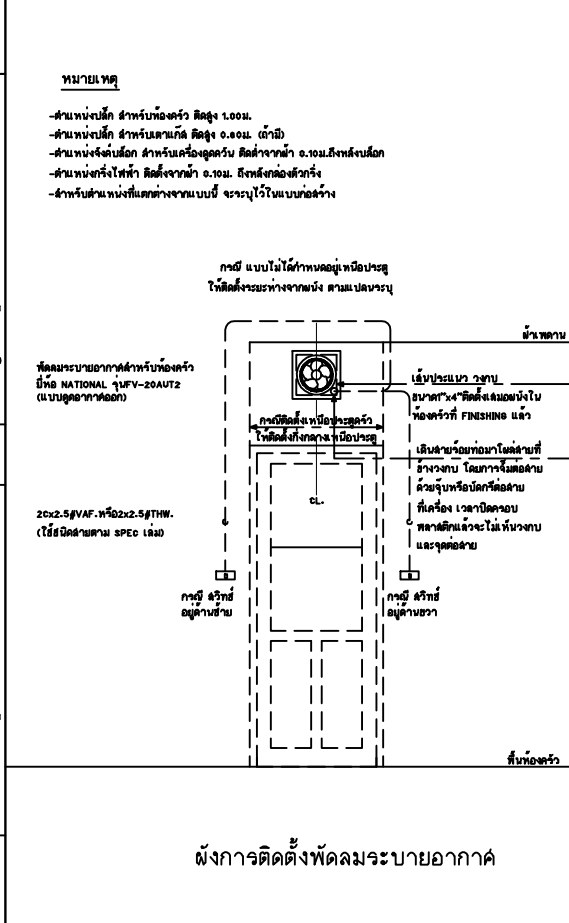 หมายเหตุ
-ตำแหน่งปลั๊ก สำหรับห้องครัว ติดสูง 1.00ม.
-ตำแหน่งปลั๊ก สำหรับเตาแก๊ส ติดสูง 0.80ม. (ถ้ามี)
-ตำแหน่งจังค์บล็อก สำหรับเครื่องดูดควัน ติดต่ำจากฝ้า 0.10ม.ถึงหลังบล็อก
-ตำแหน่งกริ่งไฟฟ้า ติดตั้งจากฝ้า 0.10ม. ถึงหลังกล่องตัวกริ่ง
-สำหรับตำแหน่งที่แตกต่างจากแบบนี้ จะระบุไว้ในแบบก่อสร้าง
กรณี แบบไม่ได้กำหนดอยู่เหนือประตู
ให้ติดตั้งระยะห่างจากผนัง ตามแปลนระบุ
ฝ้าเพดาน
พัดลมระบายอากาศสำหรับห้องครัว
ยี่ห้อ NATIONAL รุ่นFV-20AUT2
(แบบดูดอากาศออก)
เส้นประแนว วงกบ
ขนาด1"x4"ติดตั้งเสมอผนังใน
ห้องครัวที่ FINISHING แล้ว
กรณีติดตั้งเหนือประตูครัว
ให้ติดตั้งกึ่งกลางเหนือประตู
เดินสายร้อยท่อมาโผล่สายที่
ข้างวงกบ โดยการจิ้มต่อสาย
ด้วยจุ๊บหรือบัดกรีต่อสาย
ที่เครื่อง เวลาปิดครอบ
พลาสติกแล้วจะไม่เห็นวงกบ
และจุดต่อสาย
CL.
2Cx2.5#VAF.หรือ2x2.5#THW.
(ใช้ชนิดสายตาม SPEC เล่ม)
กรณี สวิทช์
อยู่ด้านซ้าย
กรณี สวิทช์
อยู่ด้านขวา
พื้นห้องครัว
ผังการติดตั้งพัดลมระบายอากาศ